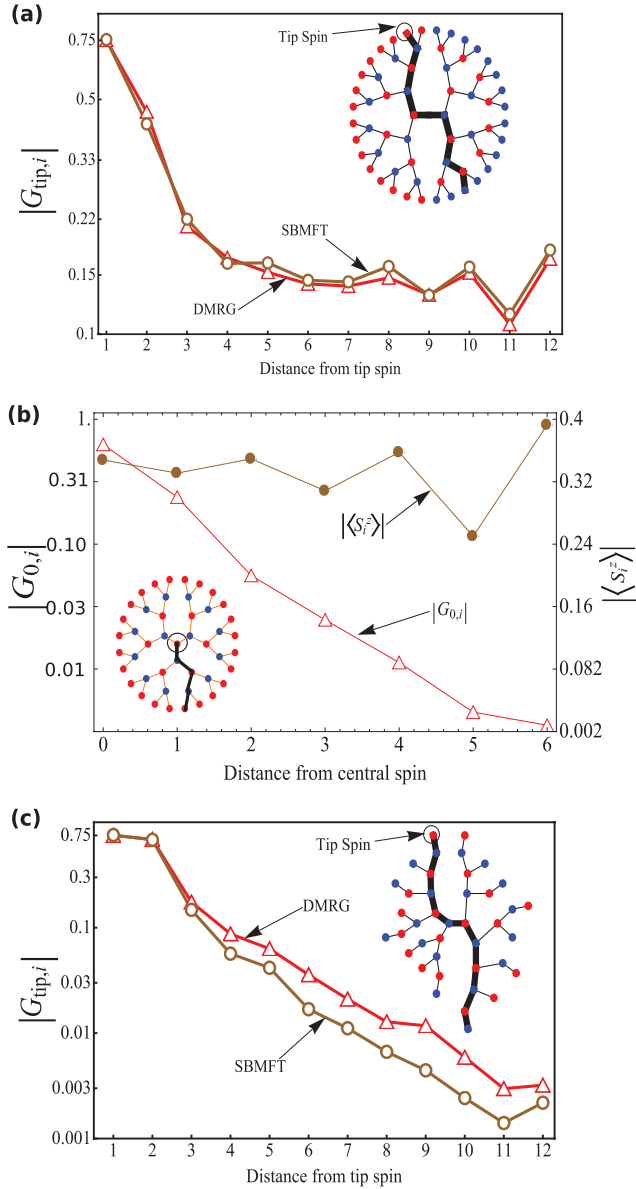 (a)
Tip Spin
0.75
0.5
0.33
0.22
0.15
0.1
|G_tip,i|
SBMFT
DMRG
1 2 3 4 5 6 7 8 9 10 11 12
Distance from tip spin
(b)
1.
0.31
0.10
0.03
0.01
|G_0,i|
0.4
0.32
0.24
0.16
0.082
0.002
|⟨S_i^z⟩|
|⟨S_i^z⟩|
|G_0,i|
0 1 2 3 4 5 6
Distance from central spin
(c)
Tip Spin
0.75
0.3
0.1
0.03
0.01
0.003
0.001
|G_tip,i|
DMRG
SBMFT
1 2 3 4 5 6 7 8 9 10 11 12
Distance from tip spin